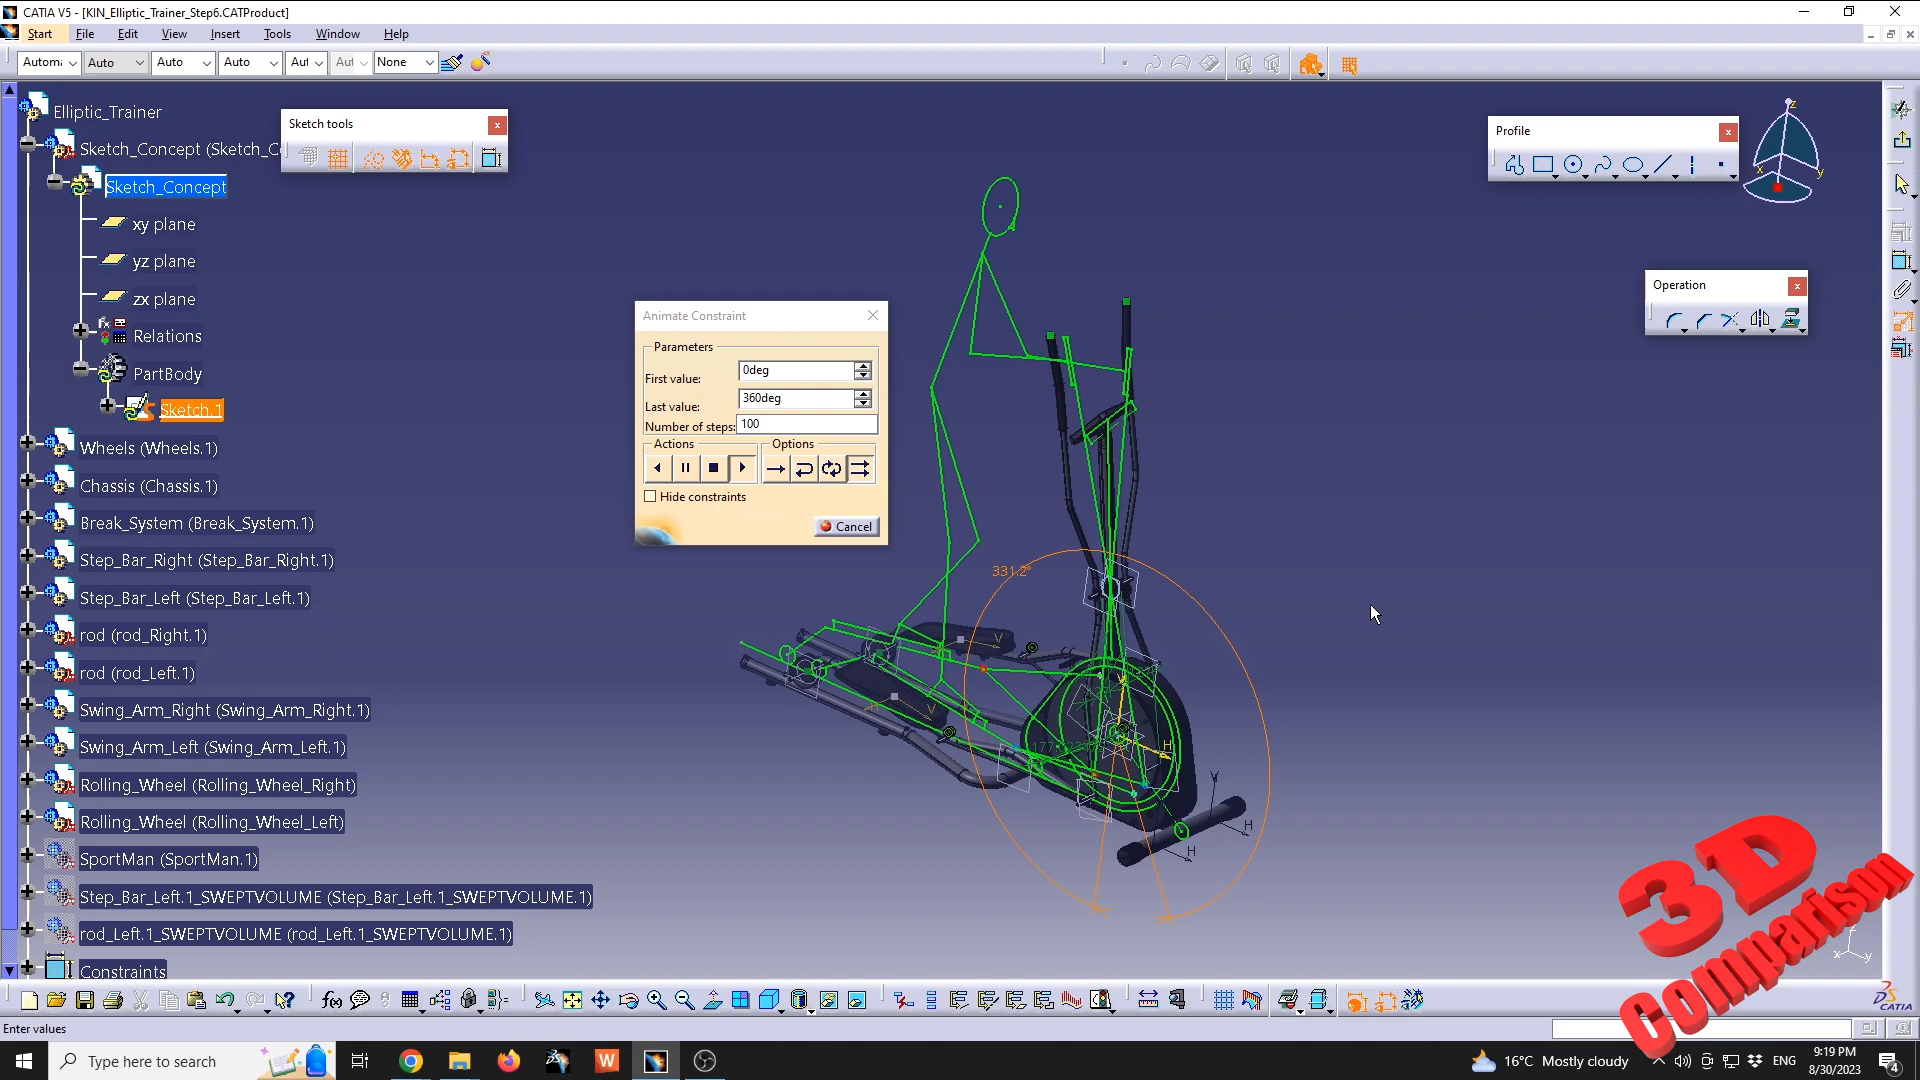 CATIA V5 - [KIN_Elliptic_Trainer_Step6.CATProduct]
Start File Edit View Insert Tools Window Help
Auto Auto Auto None
Elliptic_Trainer
Sketch tools
Profile
z
x
y
Sketch_Concept (Sketch_C
Sketch_Concept
xy plane
yz plane
zx plane
Relations
PartBody
Sketch.1
Operation
Animate Constraint
Parameters
First value: 0deg
Last value: 360deg
Number of steps: 100
Actions Options
Hide constraints
Cancel
Wheels (Wheels.1)
Chassis (Chassis.1)
Break_System (Break_System.1)
Step_Bar_Right (Step_Bar_Right.1)
Step_Bar_Left (Step_Bar_Left.1)
rod (rod_Right.1)
rod (rod_Left.1)
Swing_Arm_Right (Swing_Arm_Right.1)
Swing_Arm_Left (Swing_Arm_Left.1)
Rolling_Wheel (Rolling_Wheel_Right)
Rolling_Wheel (Rolling_Wheel_Left)
SportMan (SportMan.1)
Step_Bar_Left.1_SWEPTVOLUME (Step_Bar_Left.1_SWEPTVOLUME.1)
rod_Left.1_SWEPTVOLUME (rod_Left.1_SWEPTVOLUME.1)
Constraints
331.2°
V
V
H
V
H
H
3D
Comparison
x
y
CATIA
Enter values
Type here to search
16°C Mostly cloudy
ENG
9:19 PM
8/30/2023
4